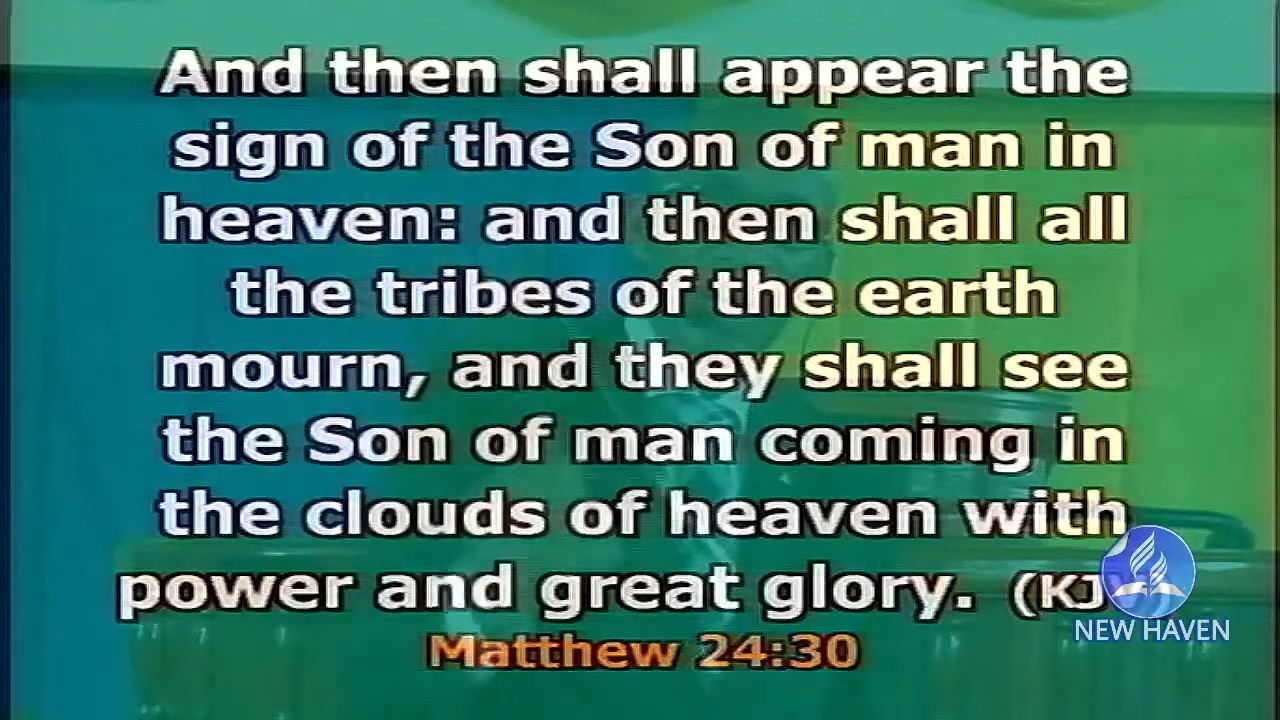 And then shall appear the
sign of the Son of man in
heaven: and then shall all
the tribes of the earth
mourn, and they shall see
the Son of man coming in
the clouds of heaven with
power and great glory. (KJV)
Matthew 24:30
NEW HAVEN